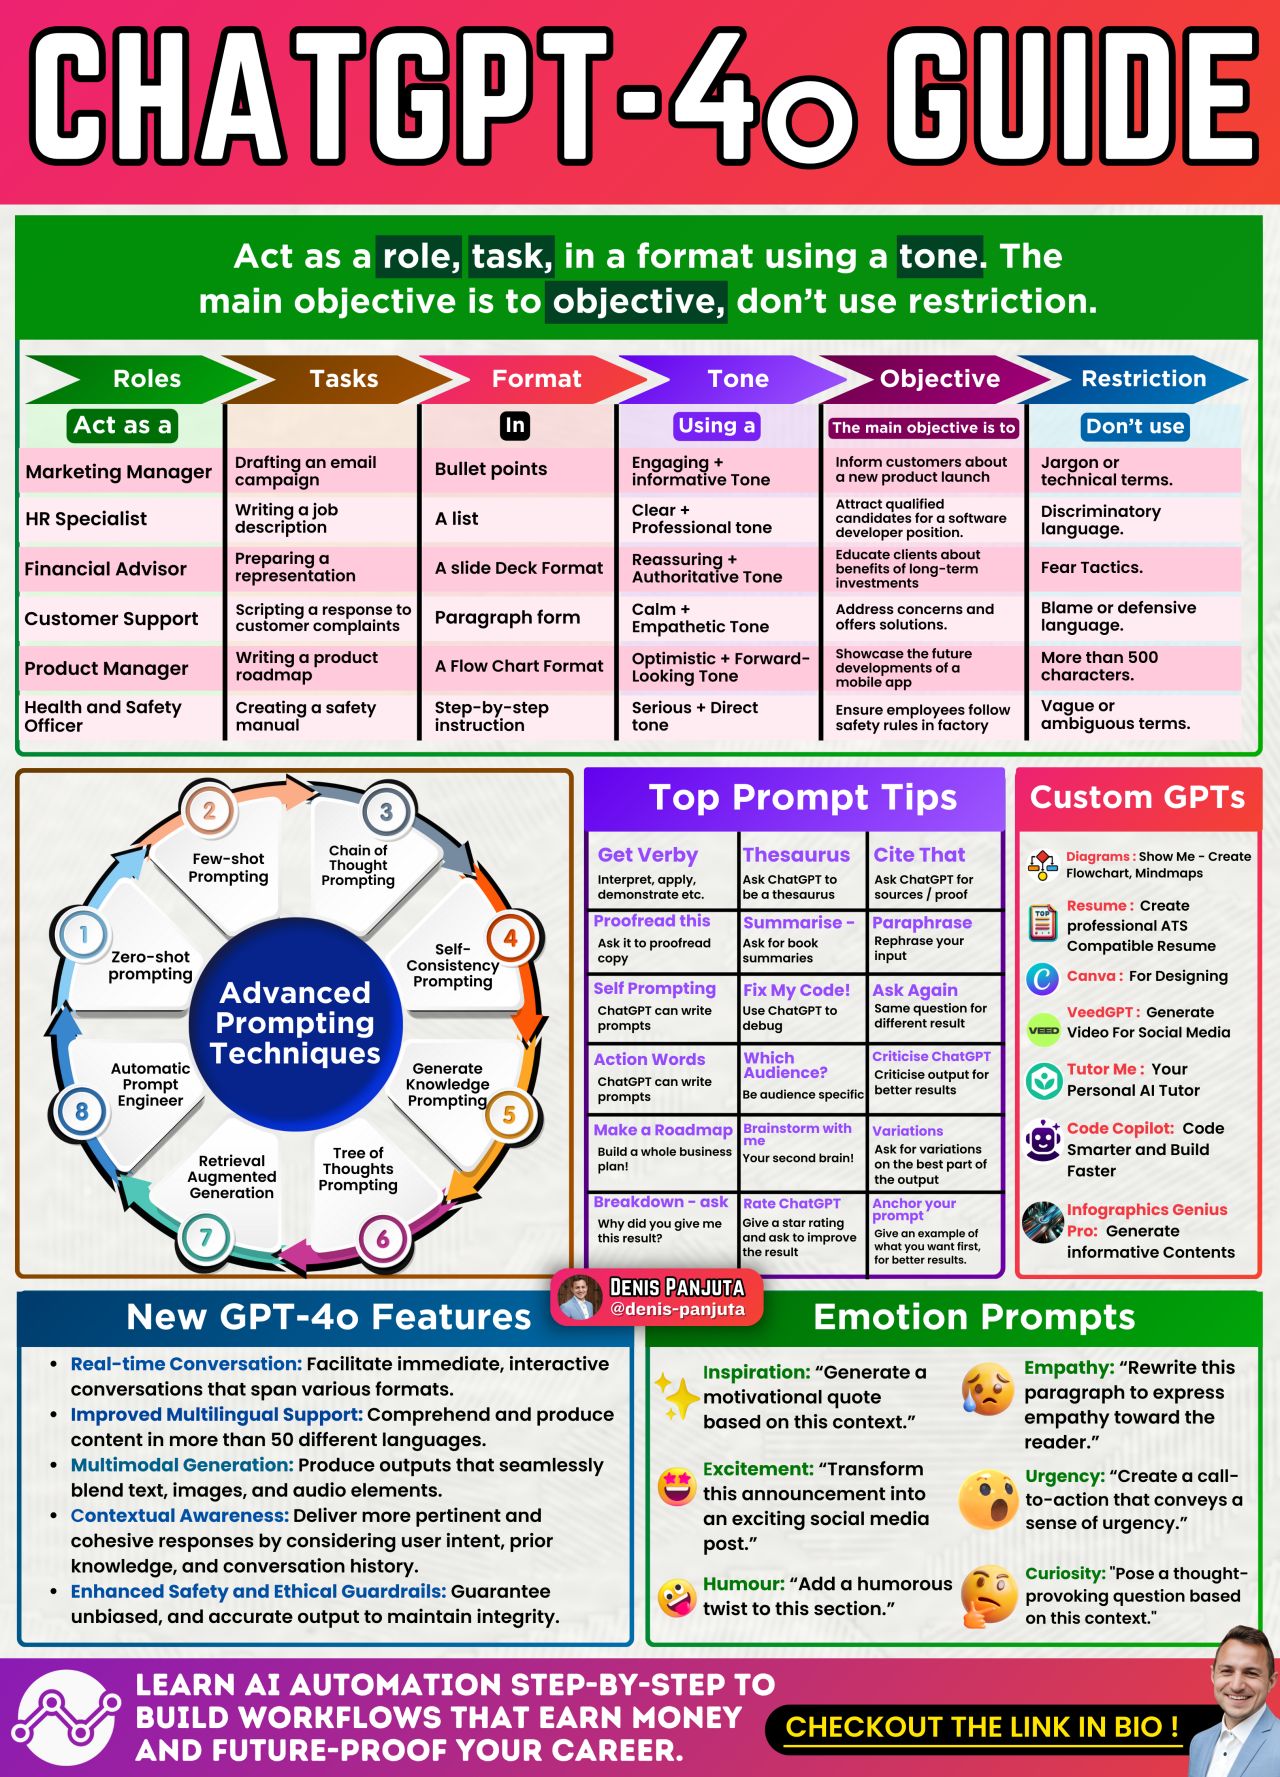 CHATGPT-4o GUIDE
Act as a role, task, in a format using a tone. The
main objective is to objective, don't use restriction.
Roles
Tasks
Format
Tone
Objective
Restriction
Act as a
In
Using a
The main objective is to
Don't use
Marketing Manager
Drafting an email
campaign
Bullet points
Engaging +
informative Tone
Inform customers about
a new product launch
Jargon or
technical terms.
HR Specialist
Writing a job
description
A list
Clear +
Professional tone
Attract qualified
candidates for a software
developer position.
Discriminatory
language.
Financial Advisor
Preparing a
representation
A slide Deck Format
Reassuring +
Authoritative Tone
Educate clients about
benefits of long-term
investments
Fear Tactics.
Customer Support
Scripting a response to
customer complaints
Paragraph form
Calm +
Empathetic Tone
Address concerns and
offers solutions.
Blame or defensive
language.
Product Manager
Writing a product
roadmap
A Flow Chart Format
Optimistic + Forward-
Looking Tone
Showcase the future
developments of a
mobile app
More than 500
characters.
Health and Safety
Officer
Creating a safety
manual
Step-by-step
instruction
Serious + Direct
tone
Ensure employees follow
safety rules in factory
Vague or
ambiguous terms.
Advanced
Prompting
Techniques
1
Zero-shot
prompting
2
Few-shot
Prompting
3
Chain of
Thought
Prompting
4
Self-
Consistency
Prompting
5
Generate
Knowledge
Prompting
6
Tree of
Thoughts
Prompting
7
Retrieval
Augmented
Generation
8
Automatic
Prompt
Engineer
Top Prompt Tips
Get Verby
Interpret, apply,
demonstrate etc.
Thesaurus
Ask ChatGPT to
be a thesaurus
Cite That
Ask ChatGPT for
sources / proof
Proofread this
Ask it to proofread
copy
Summarise -
Ask for book
summaries
Paraphrase
Rephrase your
input
Self Prompting
ChatGPT can write
prompts
Fix My Code!
Use ChatGPT to
debug
Ask Again
Same question for
different result
Action Words
ChatGPT can write
prompts
Which
Audience?
Be audience specific
Criticise ChatGPT
Criticise output for
better results
Make a Roadmap
Build a whole business
plan!
Brainstorm with
me
Your second brain!
Variations
Ask for variations
on the best part of
the output
Breakdown - ask
Why did you give me
this result?
Rate ChatGPT
Give a star rating
and ask to improve
the result
Anchor your
prompt
Give an example of
what you want first,
for better results.
Custom GPTs
Diagrams : Show Me - Create
Flowchart, Mindmaps
TOP
Resume : Create
professional ATS
Compatible Resume
C
Canva : For Designing
VEED
VeedGPT : Generate
Video For Social Media
Tutor Me : Your
Personal AI Tutor
Code Copilot: Code
Smarter and Build
Faster
Infographics Genius
Pro: Generate
informative Contents
DENIS PANJUTA
@denis-panjuta
New GPT-4o Features
• Real-time Conversation: Facilitate immediate, interactive
conversations that span various formats.
• Improved Multilingual Support: Comprehend and produce
content in more than 50 different languages.
• Multimodal Generation: Produce outputs that seamlessly
blend text, images, and audio elements.
• Contextual Awareness: Deliver more pertinent and
cohesive responses by considering user intent, prior
knowledge, and conversation history.
• Enhanced Safety and Ethical Guardrails: Guarantee
unbiased, and accurate output to maintain integrity.
Emotion Prompts
Inspiration: “Generate a
motivational quote
based on this context.”
Excitement: “Transform
this announcement into
an exciting social media
post.”
Humour: “Add a humorous
twist to this section.”
Empathy: “Rewrite this
paragraph to express
empathy toward the
reader.”
Urgency: “Create a call-
to-action that conveys a
sense of urgency.”
Curiosity: "Pose a thought-
provoking question based
on this context."
LEARN AI AUTOMATION STEP-BY-STEP TO
BUILD WORKFLOWS THAT EARN MONEY
AND FUTURE-PROOF YOUR CAREER.
CHECKOUT THE LINK IN BIO !